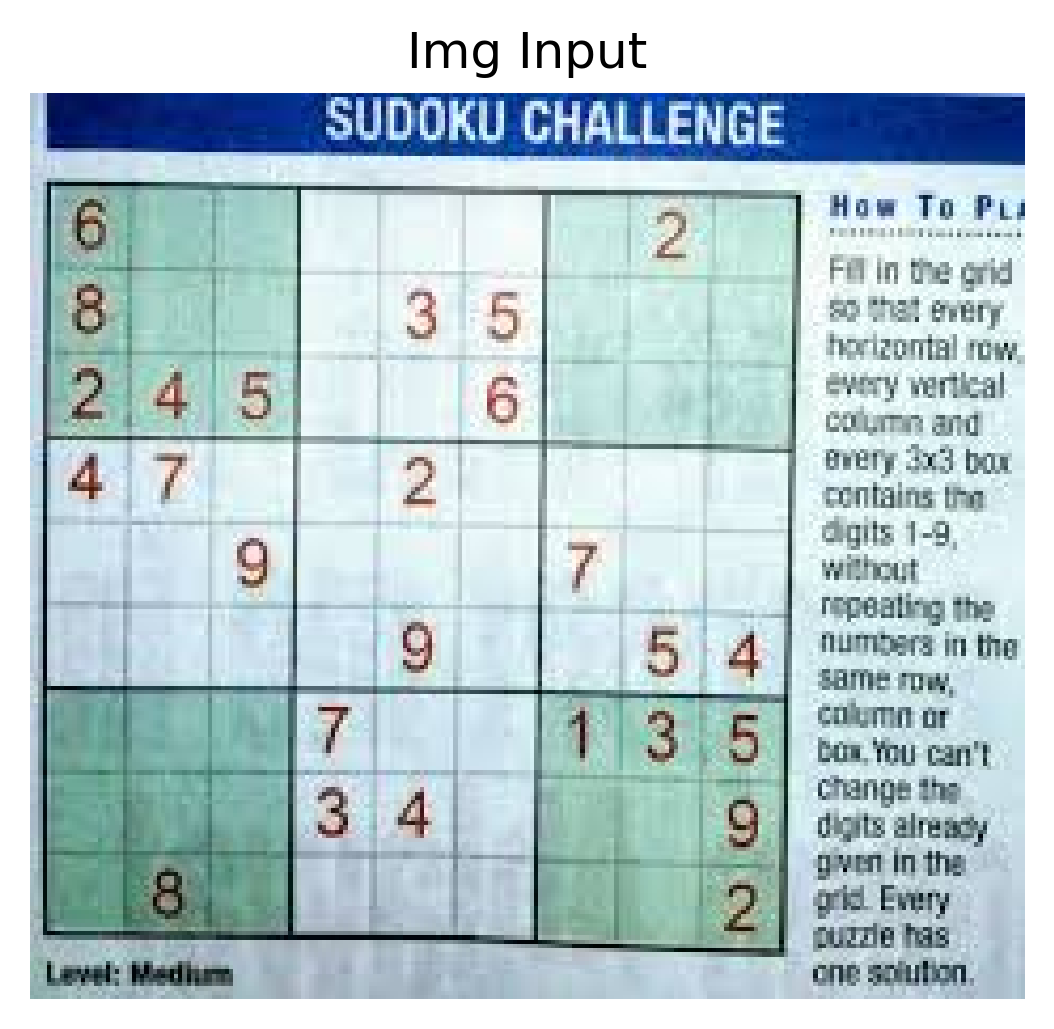 Img Input
SUDOKU CHALLENGE
6 2
8 3 5
2 4 5 6
4 7 2
9 7
9 5 4
7 1 3 5
3 4 9
8 2
Level: Medium
How To PLA
Fill in the grid
so that every
horizontal row,
every vertical
column and
every 3x3 box
contains the
digits 1-9,
without
repeating the
numbers in the
same row,
column or
box.You can't
change the
digits already
given in the
grid. Every
puzzle has
one solution.